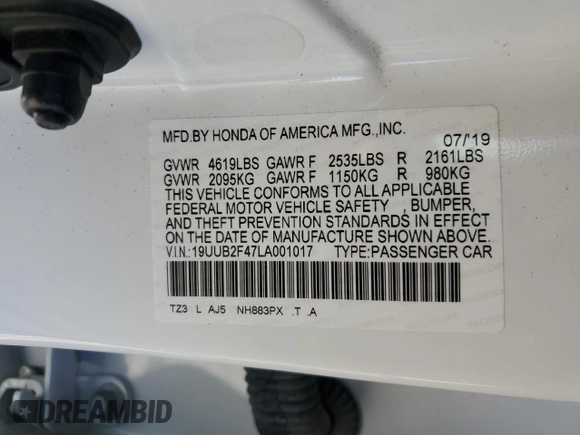 MFD.BY HONDA OF AMERICA MFG.,INC. 07/19
GVWR 4619LBS GAWR F 2535LBS R 2161LBS
GVWR 2095KG GAWR F 1150KG R 980KG
THIS VEHICLE CONFORMS TO ALL APPLICABLE
FEDERAL MOTOR VEHICLE SAFETY , BUMPER,
AND THEFT PREVENTION STANDARDS IN EFFECT
ON THE DATE OF MANUFACTURE SHOWN ABOVE.
V.I.N.:19UUB2F47LA001017 TYPE:PASSENGER CAR
TZ3 L AJ5 NH883PX .T .A
DREAMBID